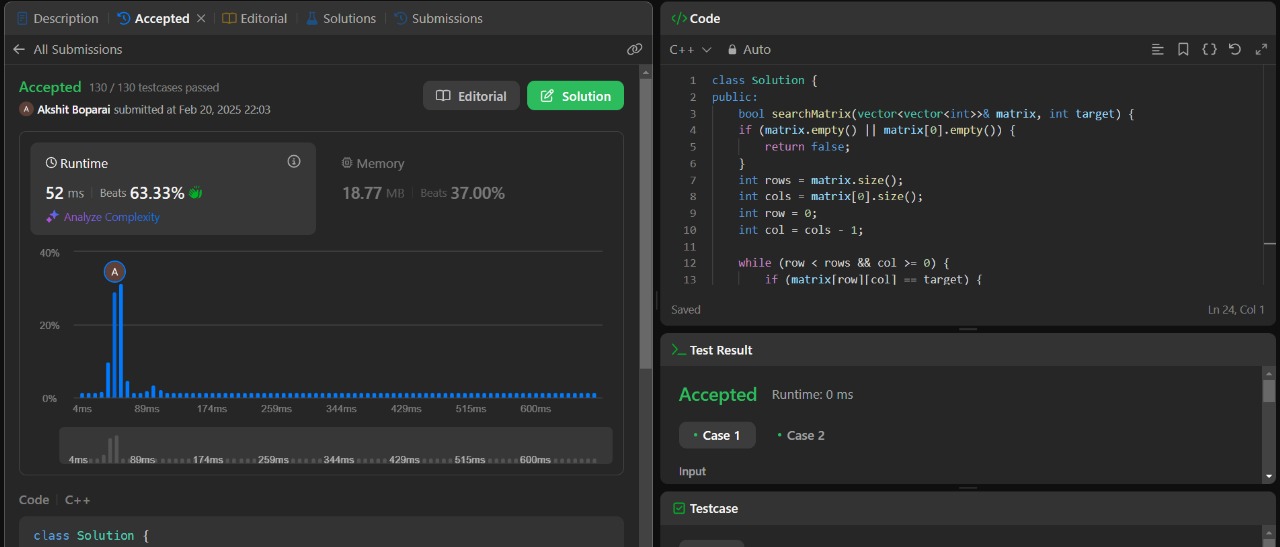 Description
Accepted
Editorial
Solutions
Submissions
All Submissions
Accepted 130 / 130 testcases passed
A Akshit Boparai submitted at Feb 20, 2025 22:03
Editorial
Solution
Runtime
52 ms | Beats 63.33%
Analyze Complexity
Memory
18.77 MB | Beats 37.00%
40%
20%
0%
A
4ms 89ms 174ms 259ms 344ms 429ms 515ms 600ms
4ms 89ms 174ms 259ms 344ms 429ms 515ms 600ms
Code | C++
class Solution {
</> Code
C++ Auto
1 class Solution {
2 public:
3 bool searchMatrix(vector<vector<int>>& matrix, int target) {
4 if (matrix.empty() || matrix[0].empty()) {
5 return false;
6 }
7 int rows = matrix.size();
8 int cols = matrix[0].size();
9 int row = 0;
10 int col = cols - 1;
11
12 while (row < rows && col >= 0) {
13 if (matrix[row][col] == target) {
Saved
Ln 24, Col 1
Test Result
Accepted Runtime: 0 ms
• Case 1 • Case 2
Input
Testcase